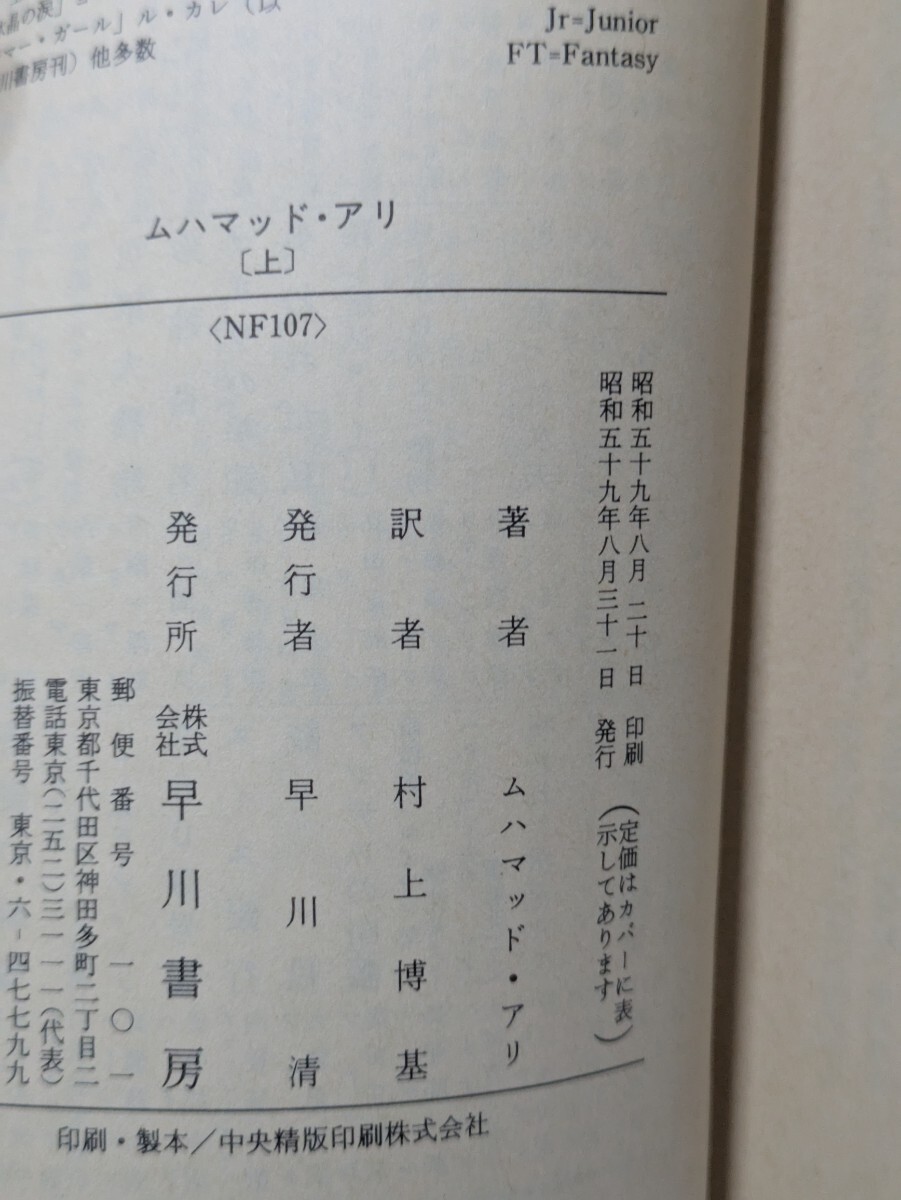 マー・ガール」ル・カレ（以
川書房刊）他多数
Jr=Junior
FT=Fantasy
ムハマッド・アリ
〔上〕
〈NF107〉
昭和五十九年八月二十日 印刷
昭和五十九年八月三十一日 発行
（定価はカバーに表
示してあります）
著者 ムハマッド・アリ
訳者 村上博基
発行者 早川清
発行所 株式会社 早川書房
郵便番号 一〇一
東京都千代田区神田多町二丁目二
電話東京(二五二)三一一一(代表)
振替番号 東京・六-四七七九九
印刷・製本／中央精版印刷株式会社